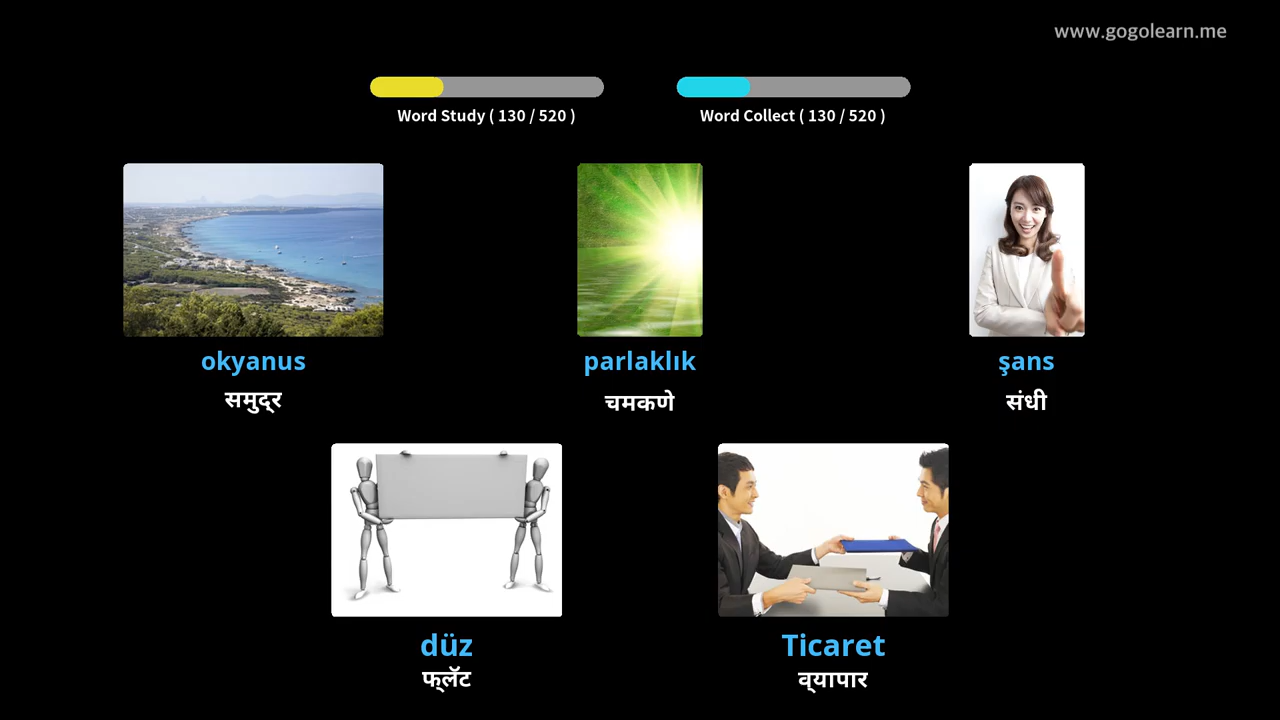 www.gogolearn.me
Word Study ( 130 / 520 )
Word Collect ( 130 / 520 )
okyanus
समुद्र
parlaklık
चमकणे
şans
संधी
düz
फ्लॅट
Ticaret
व्यापार